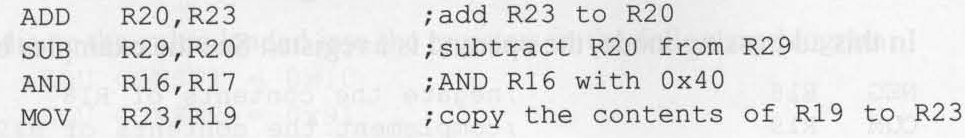 ADD R20,R23 ;add R23 to R20
SUB R29,R20 ;subtract R20 from R29
AND R16,R17 ;AND R16 with 0x40
MOV R23,R19 ;copy the contents of R19 to R23